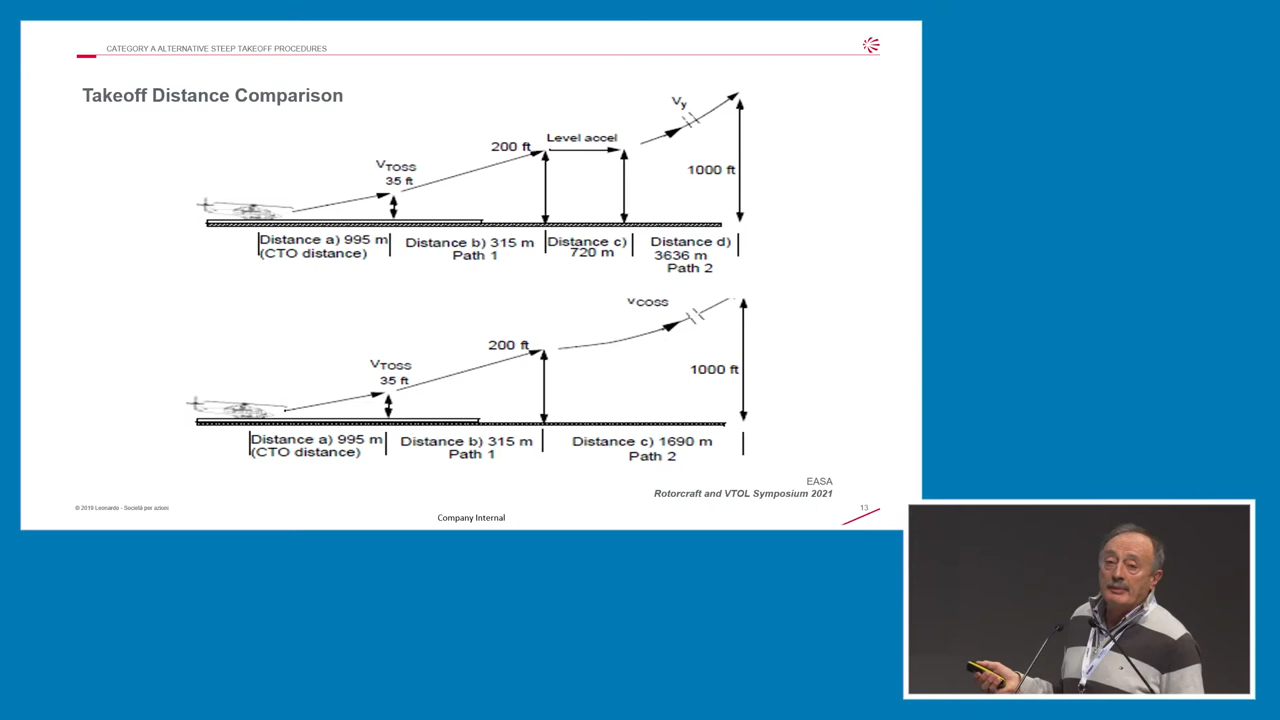 CATEGORY A ALTERNATIVE STEEP TAKEOFF PROCEDURES
Takeoff Distance Comparison
Vy
Level accel
200 ft
VTOSS
35 ft
1000 ft
Distance a) 995 m
(CTO distance)
Distance b) 315 m
Path 1
Distance c)
720 m
Distance d)
3636 m
Path 2
VCOSS
200 ft
VTOSS
35 ft
1000 ft
Distance a) 995 m
(CTO distance)
Distance b) 315 m
Path 1
Distance c) 1690 m
Path 2
EASA
Rotorcraft and VTOL Symposium 2021
© 2019 Leonardo - Società per azioni
13
Company Internal